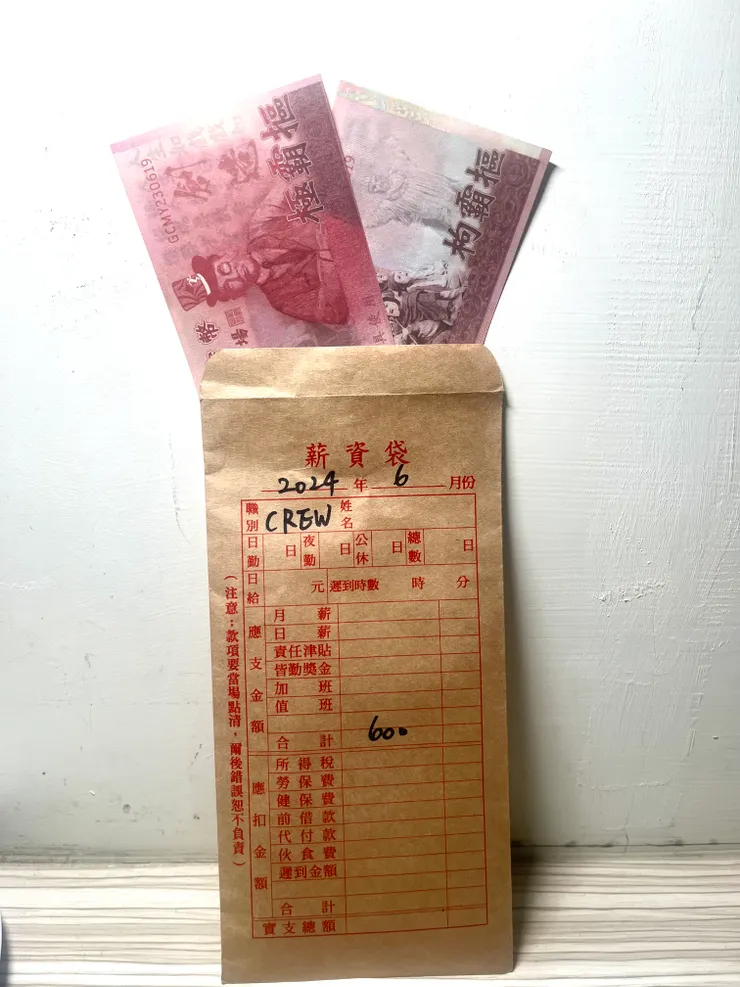 GCMY230619
極霸摳
枸霸摳
薪資袋
2024 年 6 月份
職別 CREW 姓名
日勤 日 夜勤 日 公休 日 總數 日
日給 元 遲到時數 時 分
應支金額
月薪
日薪
責任津貼
皆勤獎金
加班
值班
合計 600
應扣金額
所得稅
勞保費
健保費
前借款
代付款
伙食費
遲到金額
合計
實支總額
(注意:款項要當場點清,爾後錯誤恕不負責)